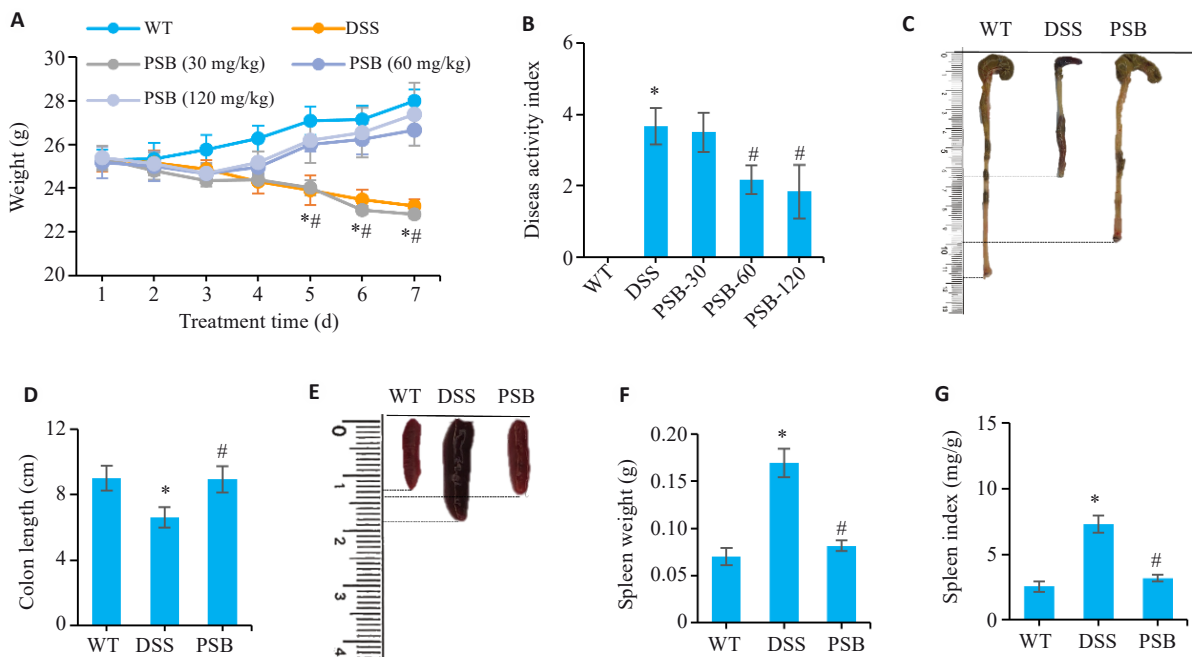 A
WT
DSS
PSB (30 mg/kg)
PSB (60 mg/kg)
PSB (120 mg/kg)
Weight (g)
30
28
26
24
22
20
*# *# *#
1 2 3 4 5 6 7
Treatment time (d)
B
Diseas activity index
6
4
2
0
* # #
WT DSS PSB-30 PSB-60 PSB-120
C
WT DSS PSB
D
Colon length (cm)
12
8
4
0
* #
WT DSS PSB
E
WT DSS PSB
0
1
2
3
4
F
Spleen weight (g)
0.20
0.15
0.10
0.05
0
* #
WT DSS PSB
G
Spleen index (mg/g)
15
10
5
0
* #
WT DSS PSB